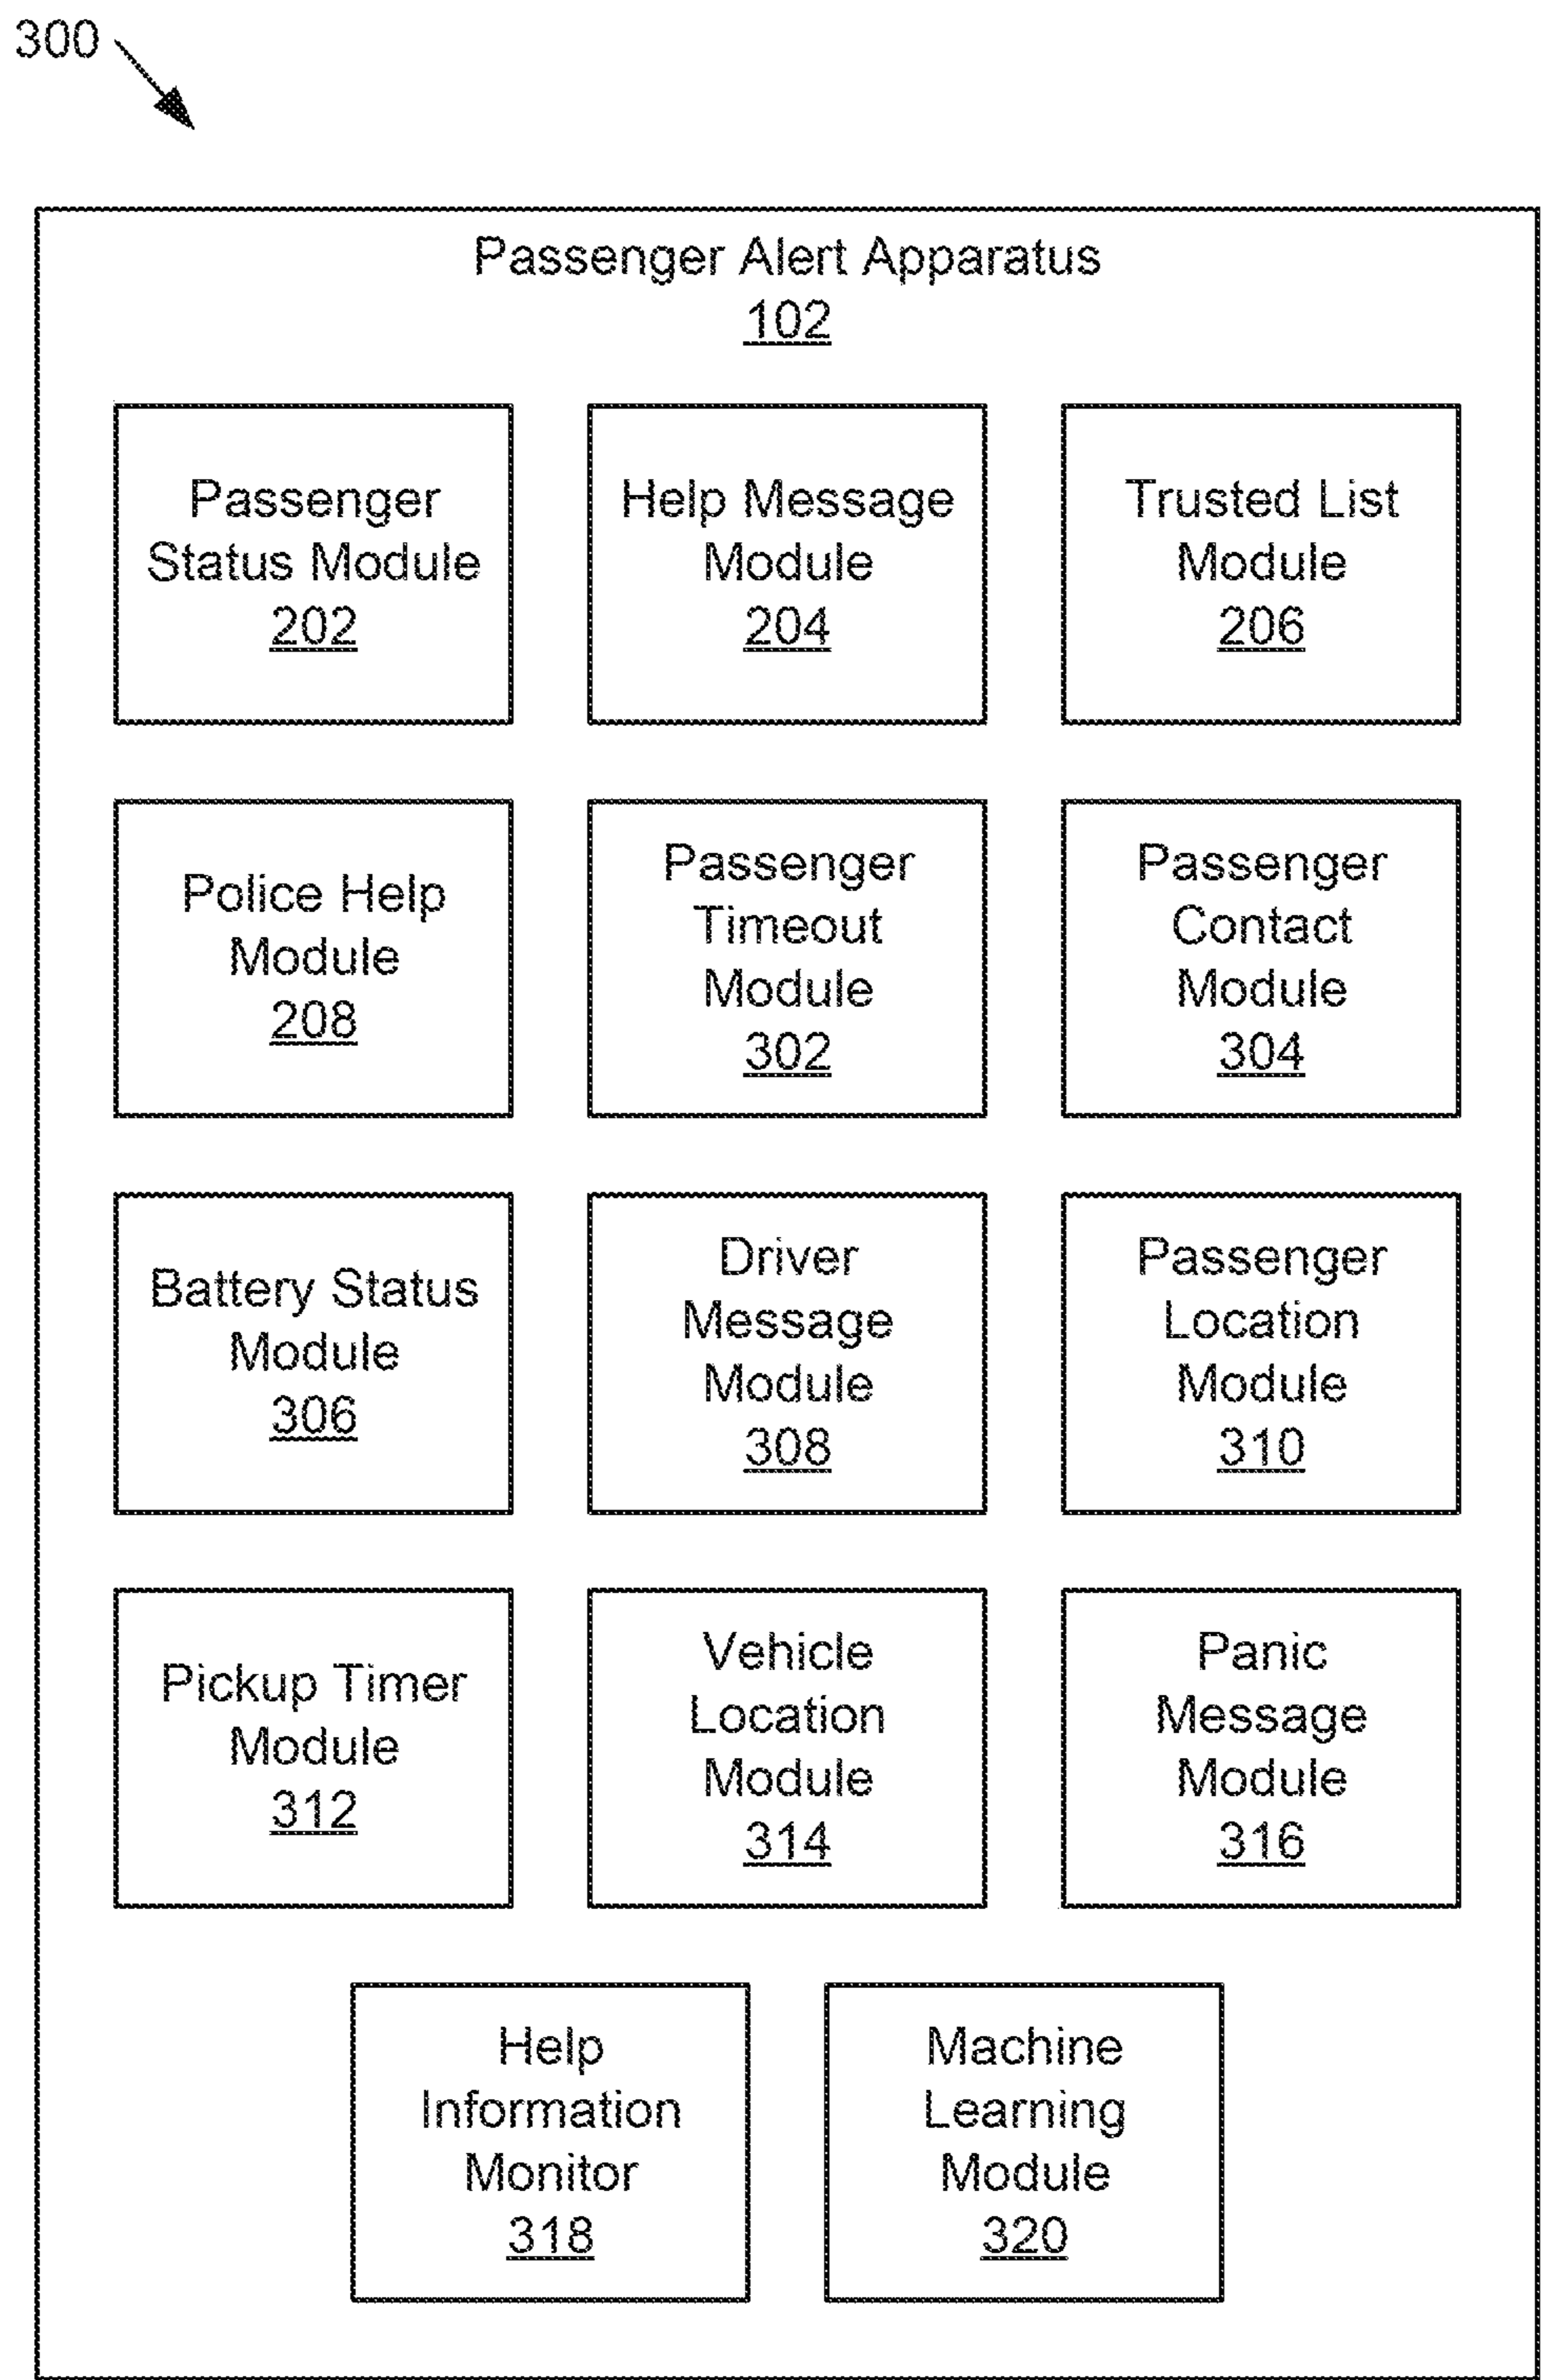 300
Passenger Alert Apparatus
102
Passenger
Status Module
202
Help Message
Module
204
Trusted List
Module
206
Police Help
Module
208
Passenger
Timeout
Module
302
Passenger
Contact
Module
304
Battery Status
Module
306
Driver
Message
Module
308
Passenger
Location
Module
310
Pickup Timer
Module
312
Vehicle
Location
Module
314
Panic
Message
Module
316
Help
Information
Monitor
318
Machine
Learning
Module
320